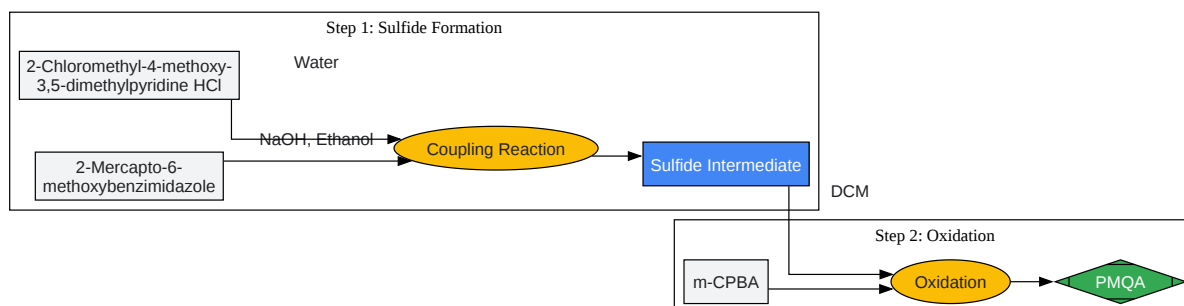 Step 1: Sulfide Formation
2-Chloromethyl-4-methoxy-
3,5-dimethylpyridine HCl
Water
NaOH, Ethanol
Coupling Reaction
2-Mercapto-6-
methoxybenzimidazole
Sulfide Intermediate
DCM
Step 2: Oxidation
m-CPBA
Oxidation
PMQA